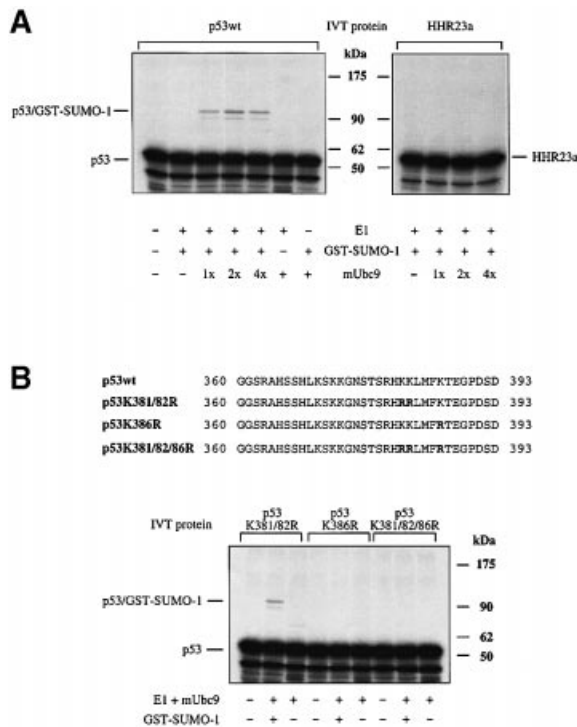 A
p53wt IVT protein HHR23a
kDa
175
p53/GST-SUMO-1
90
62
p53 HHR23a
50
- + + + + + - E1 + + + +
- + + + + - + GST-SUMO-1 + + + +
- - 1x 2x 4x + + mUbc9 - 1x 2x 4x
B
p53wt 360 GGSRAHSSHLKSKKGNSTSRHKKLMFKTEGPDSD 393
p53K381/82R 360 GGSRAHSSHLKSKKGNSTSRHRRLMFKTEGPDSD 393
p53K386R 360 GGSRAHSSHLKSKKGNSTSRHKKLMFRTEGPDSD 393
p53K381/82/86R 360 GGSRAHSSHLKSKKGNSTSRHRRLMFRTEGPDSD 393
IVT protein p53 K381/82R p53 K386R p53 K381/82/86R
kDa
175
p53/GST-SUMO-1
90
62
p53
50
E1 + mUbc9 - + + - + + - + +
GST-SUMO-1 - + - - + - - + -